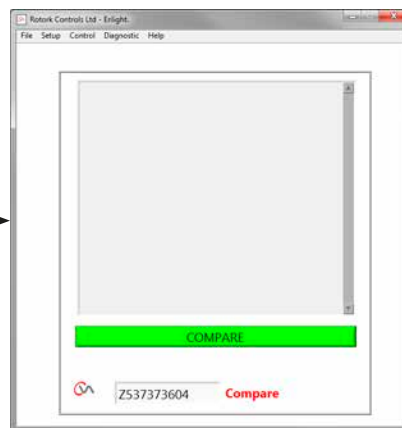 Rotork Controls Ltd - Enlight.
File Setup Control Diagnostic Help
COMPARE
Z537373604 Compare